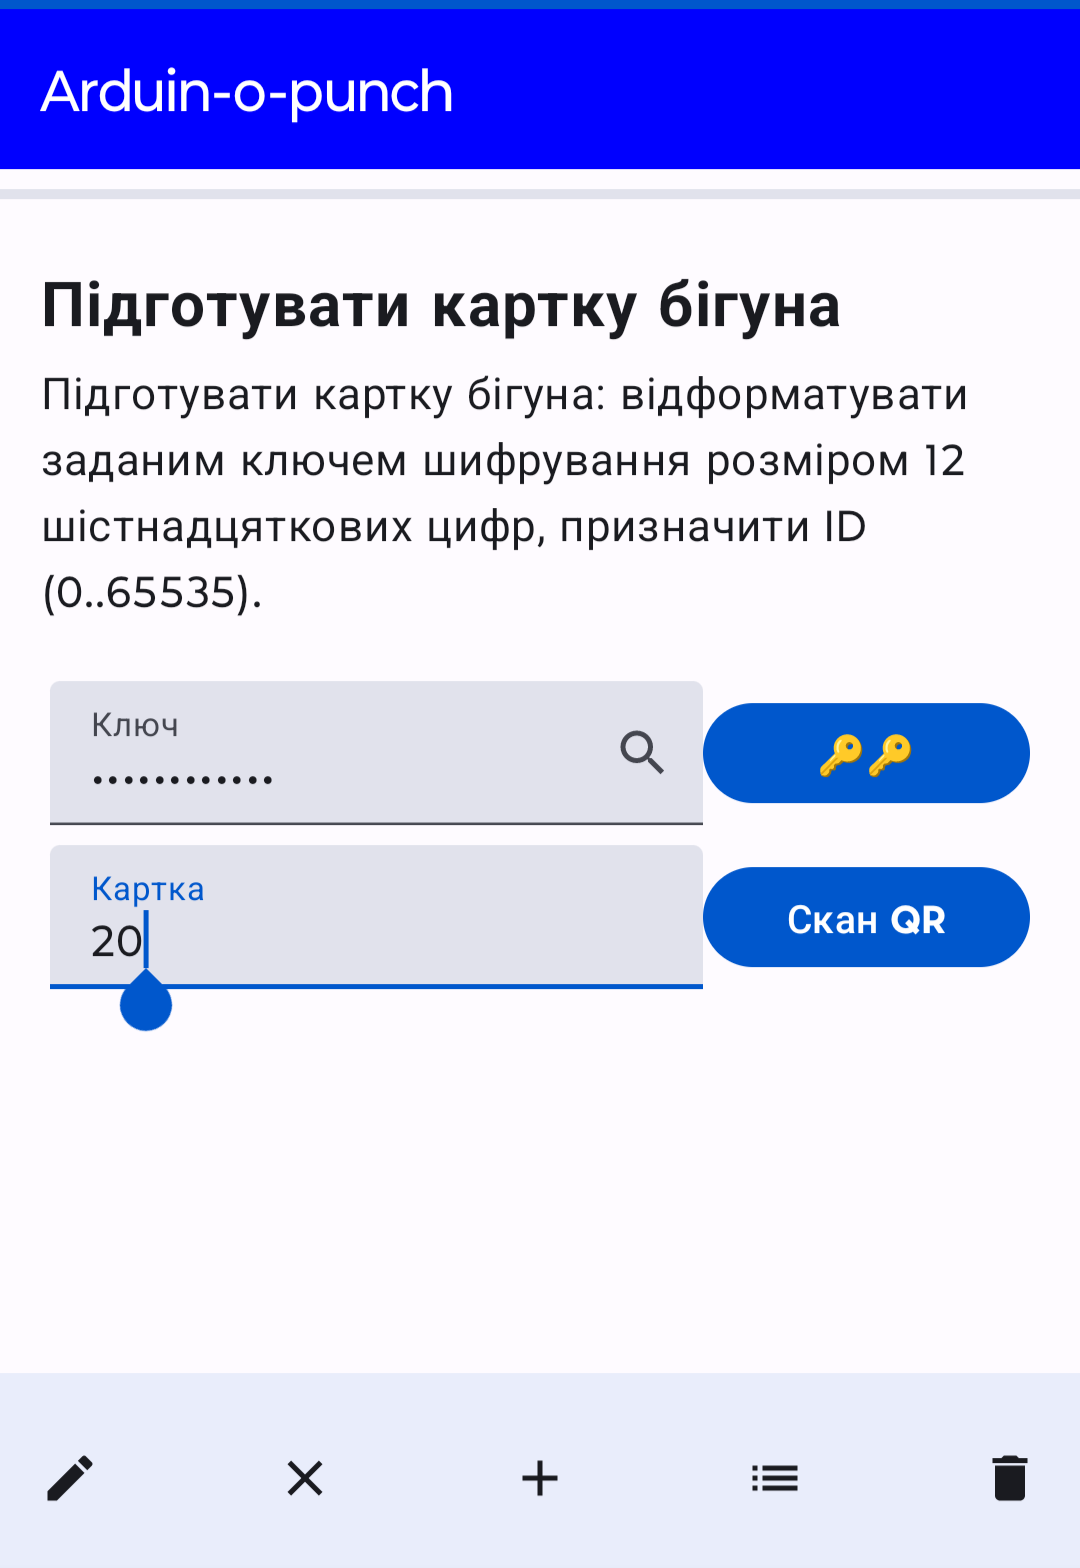 Arduin-o-punch
Підготувати картку бігуна
Підготувати картку бігуна: відформатувати
заданим ключем шифрування розміром 12
шістнадцяткових цифр, призначити ID
(0..65535).
Ключ
••••••••••••
🔑🔑
Картка
20
Скан QR